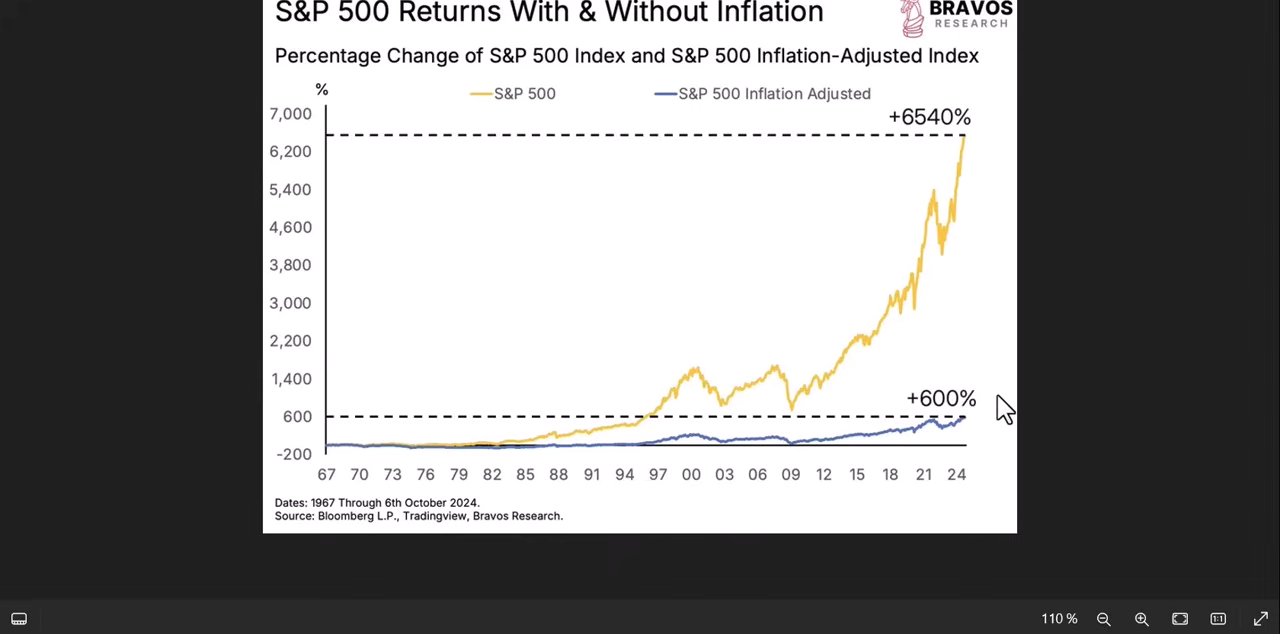 S&P 500 Returns With & Without Inflation
BRAVOS
RESEARCH
Percentage Change of S&P 500 Index and S&P 500 Inflation-Adjusted Index
%
S&P 500
S&P 500 Inflation Adjusted
+6540%
7,000
6,200
5,400
4,600
3,800
3,000
2,200
1,400
+600%
600
-200
67 70 73 76 79 82 85 88 91 94 97 00 03 06 09 12 15 18 21 24
Dates: 1967 Through 6th October 2024.
Source: Bloomberg L.P., Tradingview, Bravos Research.
110 %
1:1